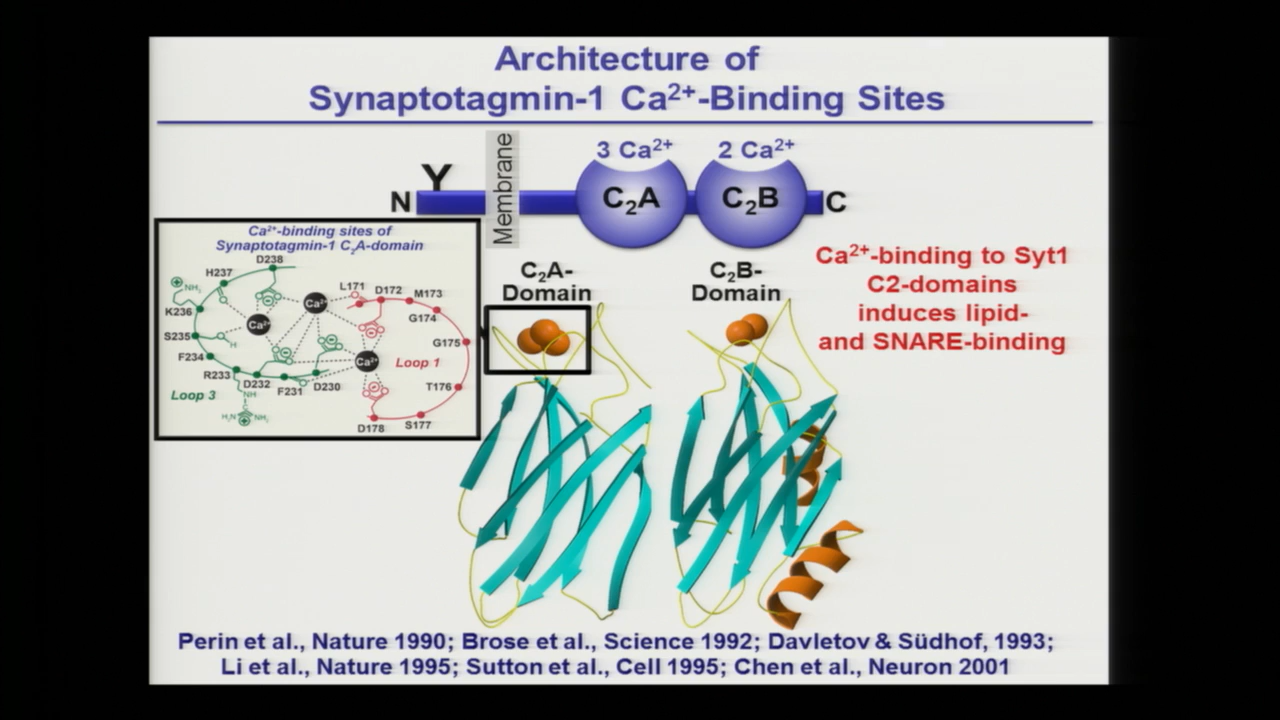 Architecture of
Synaptotagmin-1 Ca²⁺-Binding Sites
Membrane
3 Ca²⁺
2 Ca²⁺
Y
N
C₂A
C₂B
C
Ca²⁺-binding sites of
Synaptotagmin-1 C₂A-domain
D238
H237
NH₃
K236
S235
H
F234
R233
D232
F231
D230
NH
C
H₂N
NH₂
Loop 3
Ca²⁺
Ca²⁺
Ca²⁺
L171
D172
M173
G174
G175
T176
S177
D178
Loop 1
C₂A-
Domain
C₂B-
Domain
Ca²⁺-binding to Syt1
C2-domains
induces lipid-
and SNARE-binding
Perin et al., Nature 1990; Brose et al., Science 1992; Davletov & Südhof, 1993;
Li et al., Nature 1995; Sutton et al., Cell 1995; Chen et al., Neuron 2001